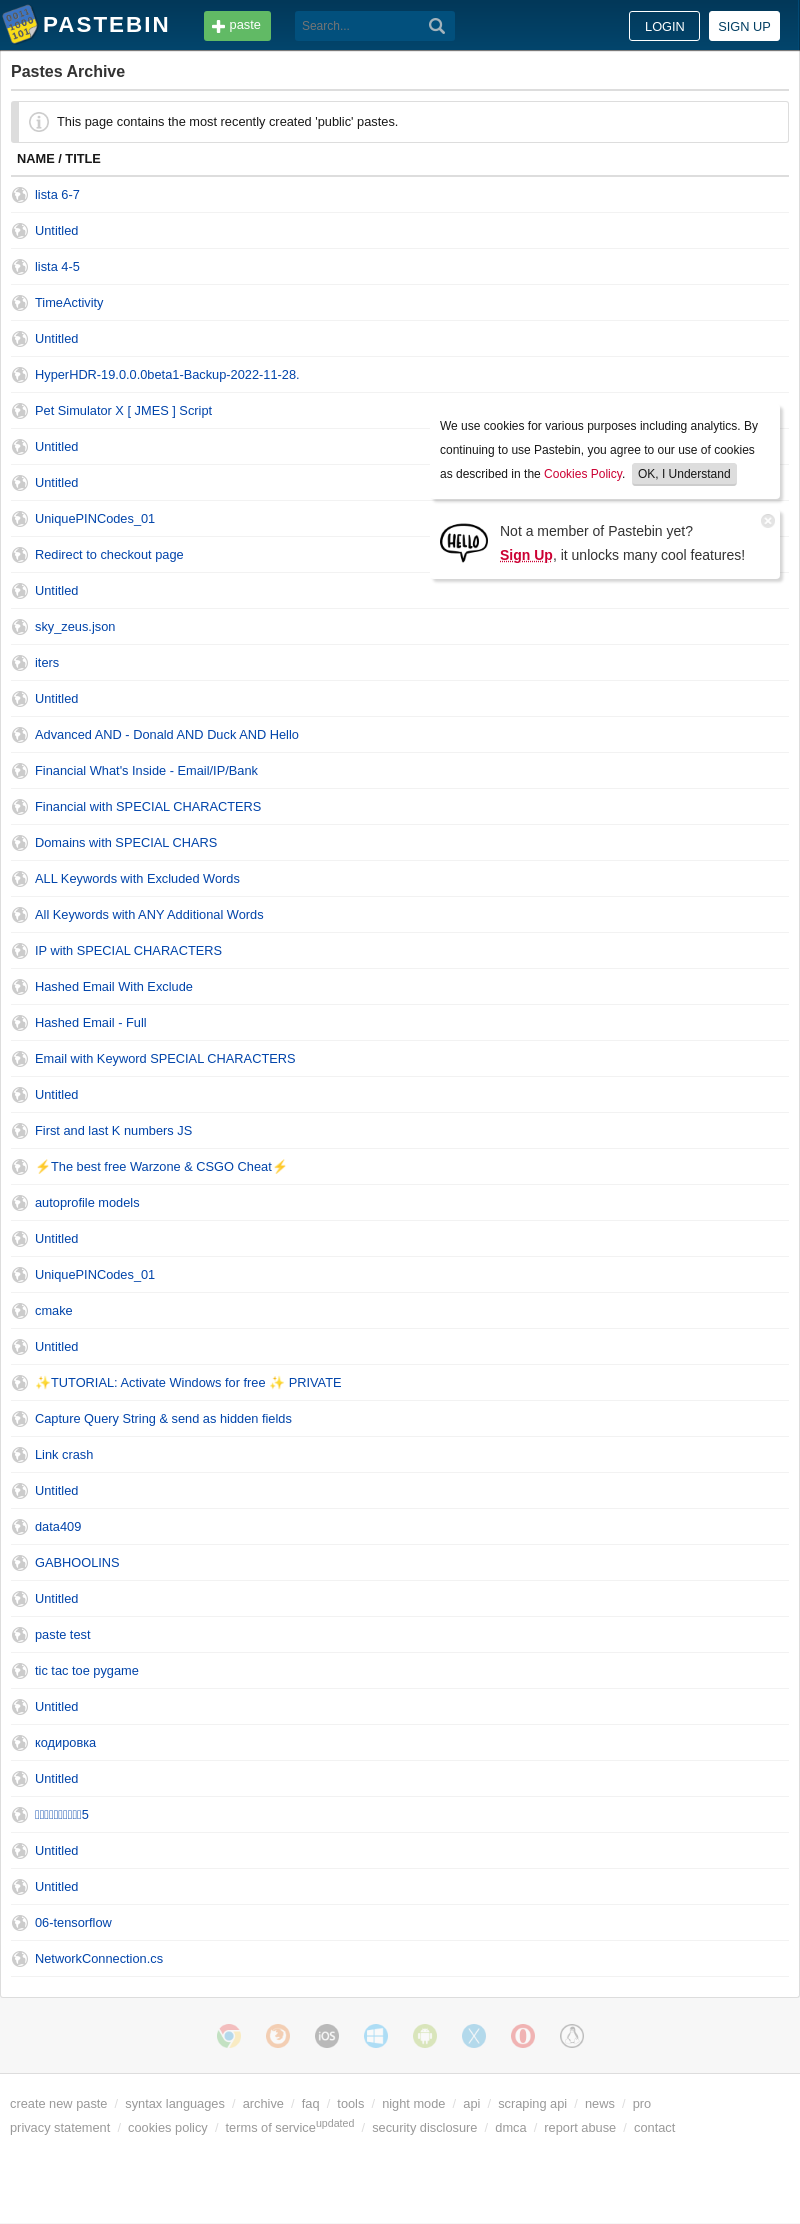 PASTEBIN
paste
Search...
LOGIN
SIGN UP
Pastes Archive
This page contains the most recently created 'public' pastes.
NAME / TITLE
lista 6-7
Untitled
lista 4-5
TimeActivity
Untitled
HyperHDR-19.0.0.0beta1-Backup-2022-11-28.
Pet Simulator X [ JMES ] Script
Untitled
Untitled
UniquePINCodes_01
Redirect to checkout page
We use cookies for various purposes including analytics. By
continuing to use Pastebin, you agree to our use of cookies
as described in the Cookies Policy. OK, I Understand
HELLO
Not a member of Pastebin yet?
Sign Up, it unlocks many cool features!
Untitled
sky_zeus.json
iters
Untitled
Advanced AND - Donald AND Duck AND Hello
Financial What's Inside - Email/IP/Bank
Financial with SPECIAL CHARACTERS
Domains with SPECIAL CHARS
ALL Keywords with Excluded Words
All Keywords with ANY Additional Words
IP with SPECIAL CHARACTERS
Hashed Email With Exclude
Hashed Email - Full
Email with Keyword SPECIAL CHARACTERS
Untitled
First and last K numbers JS
⚡The best free Warzone & CSGO Cheat⚡
autoprofile models
Untitled
UniquePINCodes_01
cmake
Untitled
✨TUTORIAL: Activate Windows for free ✨ PRIVATE
Capture Query String & send as hidden fields
Link crash
Untitled
data409
GABHOOLINS
Untitled
paste test
tic tac toe pygame
Untitled
кодировка
Untitled
5
Untitled
Untitled
06-tensorflow
NetworkConnection.cs
iOS
create new paste / syntax languages / archive / faq / tools / night mode / api / scraping api / news / pro
privacy statement / cookies policy / terms of service updated / security disclosure / dmca / report abuse / contact